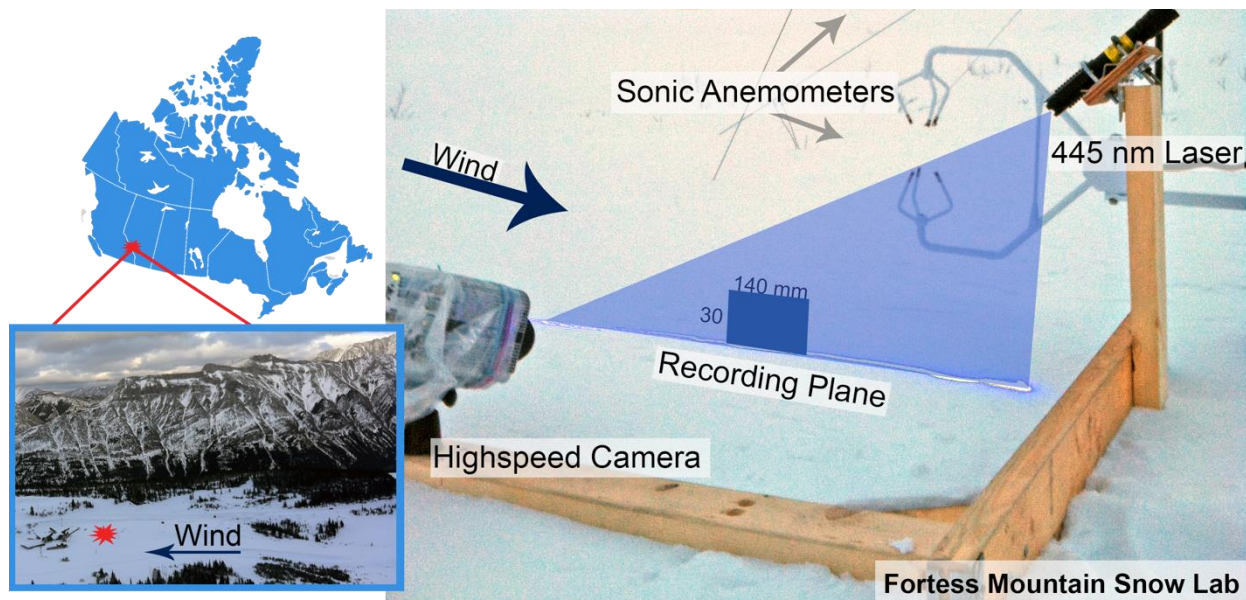 Sonic Anemometers
Wind
445 nm Laser
140 mm
30
Recording Plane
Highspeed Camera
Wind
Fortess Mountain Snow Lab